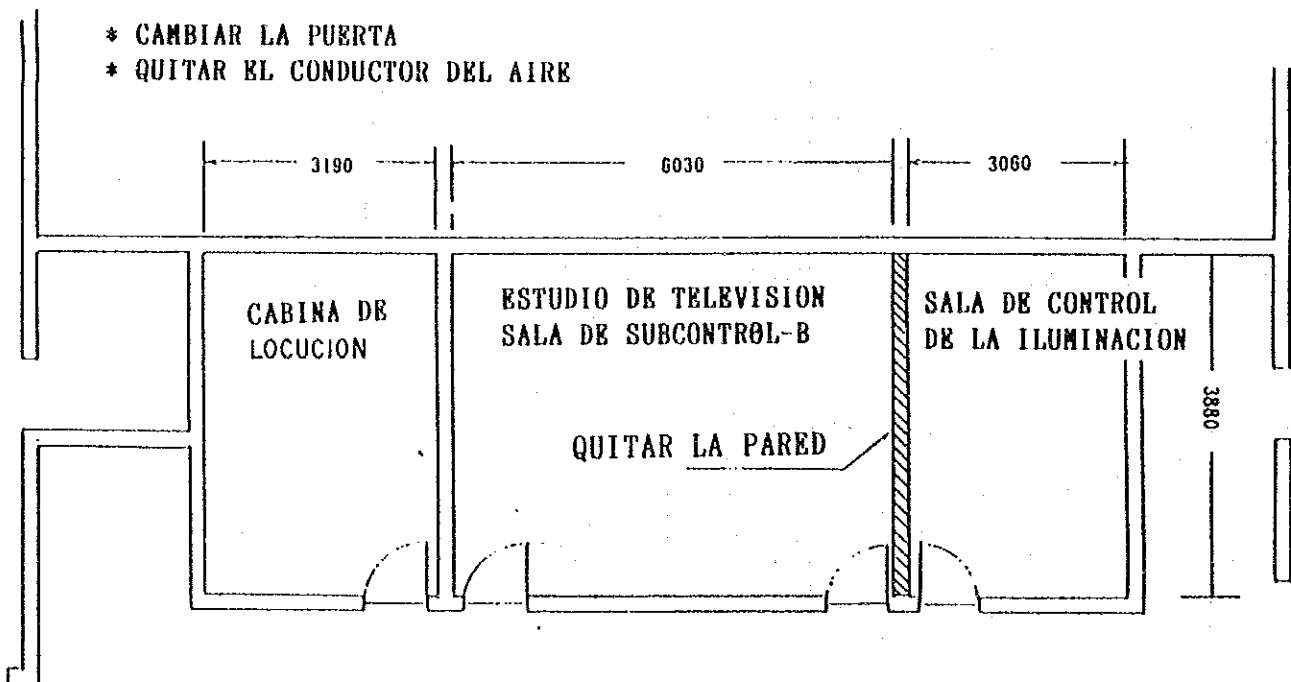 * CAMBIAR LA PUERTA
* QUITAR EL CONDUCTOR DEL AIRE
3190
6030
3060
CABINA DE
LOCUCION
ESTUDIO DE TELEVISION
SALA DE SUBCONTROL-B
SALA DE CONTROL
DE LA ILUMINACION
3880
QUITAR LA PARED